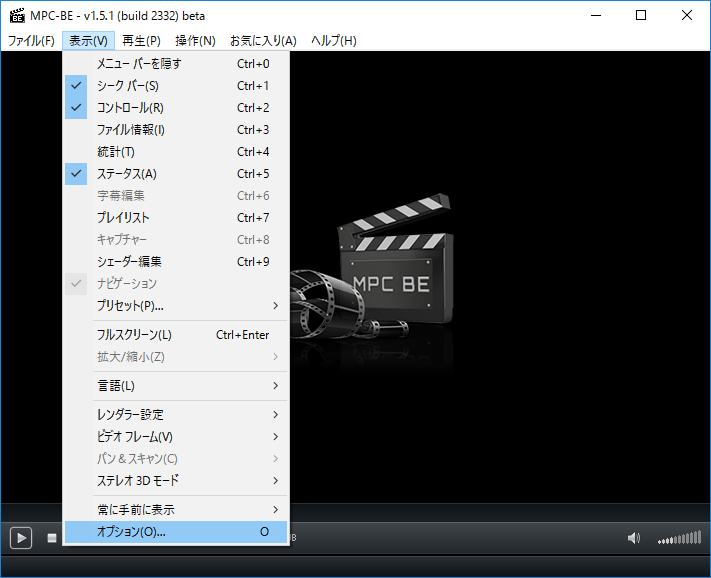 MPC-BE - v1.5.1 (build 2332) beta
ファイル(F) 表示(V) 再生(P) 操作(N) お気に入り(A) ヘルプ(H)
メニュー バーを隠す Ctrl+0
シーク バー(S) Ctrl+1
コントロール(R) Ctrl+2
ファイル情報(I) Ctrl+3
統計(T) Ctrl+4
ステータス(A) Ctrl+5
字幕編集 Ctrl+6
プレイリスト Ctrl+7
キャプチャー Ctrl+8
シェーダー編集 Ctrl+9
ナビゲーション
プリセット(P)...
フルスクリーン(L) Ctrl+Enter
拡大/縮小(Z)
言語(L)
レンダラー設定
ビデオ フレーム(V)
パン＆スキャン(C)
ステレオ 3D モード
常に手前に表示
オプション(O)... O
MPC BE